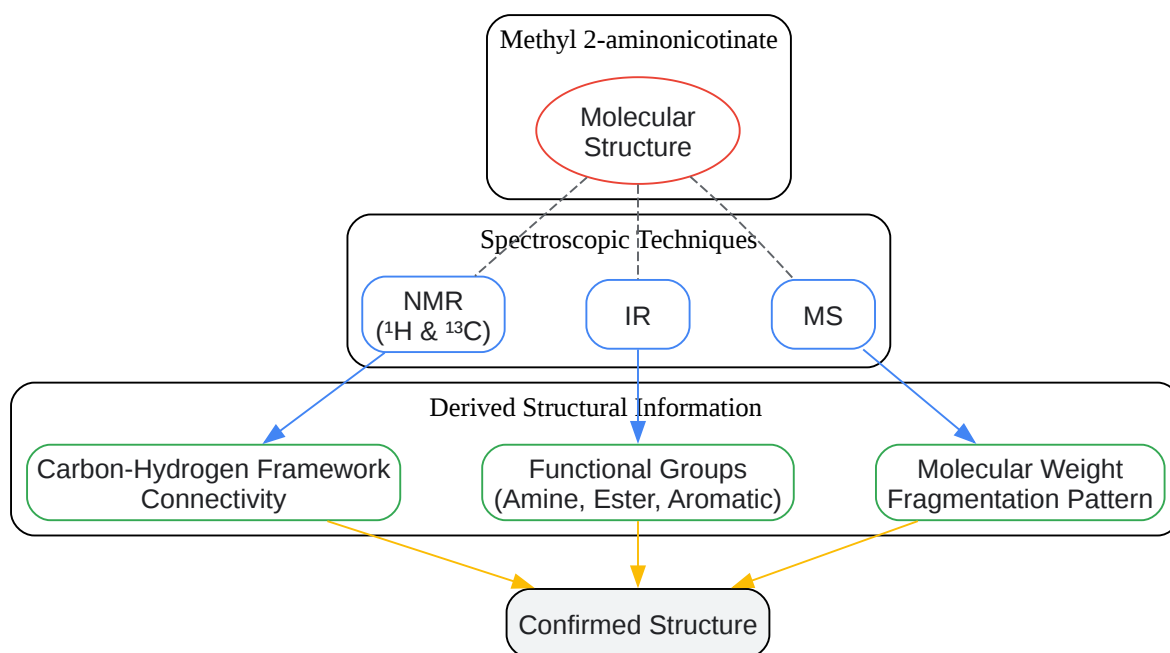 Methyl 2-aminonicotinate
Molecular
Structure
Spectroscopic Techniques
NMR
(¹H & ¹³C)
IR
MS
Derived Structural Information
Carbon-Hydrogen Framework
Connectivity
Functional Groups
(Amine, Ester, Aromatic)
Molecular Weight
Fragmentation Pattern
Confirmed Structure